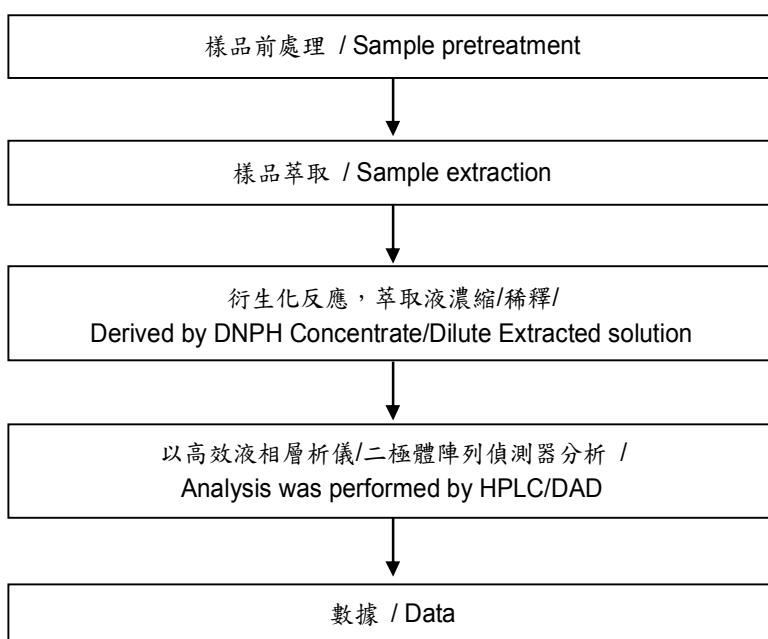 樣品前處理 / Sample pretreatment
樣品萃取 / Sample extraction
衍生化反應，萃取液濃縮/稀釋/
Derived by DNPH Concentrate/Dilute Extracted solution
以高效液相層析儀/二極體陣列偵測器分析 /
Analysis was performed by HPLC/DAD
數據 / Data